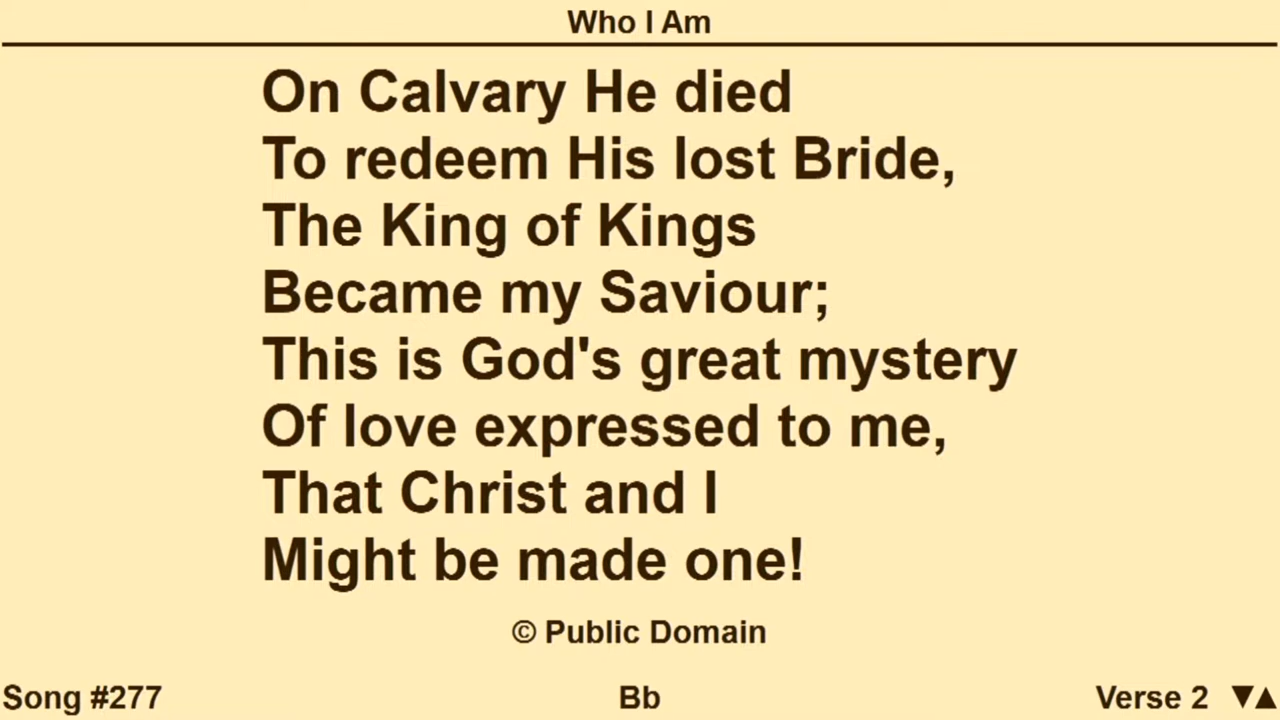 Who I Am
On Calvary He died
To redeem His lost Bride,
The King of Kings
Became my Saviour;
This is God's great mystery
Of love expressed to me,
That Christ and I
Might be made one!
© Public Domain
Song #277 Bb Verse 2 ▼▲